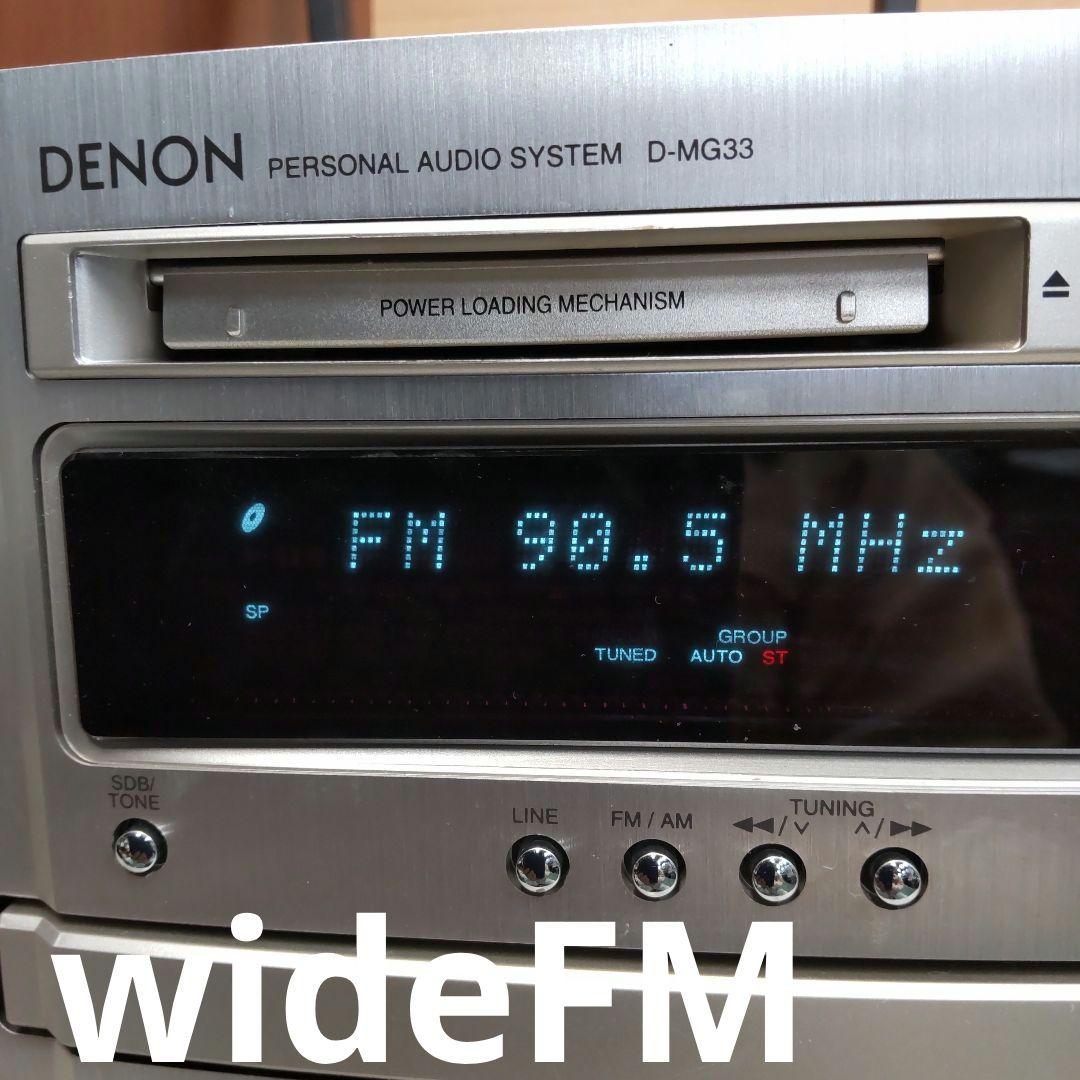 DENON PERSONAL AUDIO SYSTEM D-MG33
POWER LOADING MECHANISM
FM 90.5 MHz
SP
GROUP
TUNED AUTO ST
SDB/
TONE
LINE
FM / AM
TUNING
wideFM